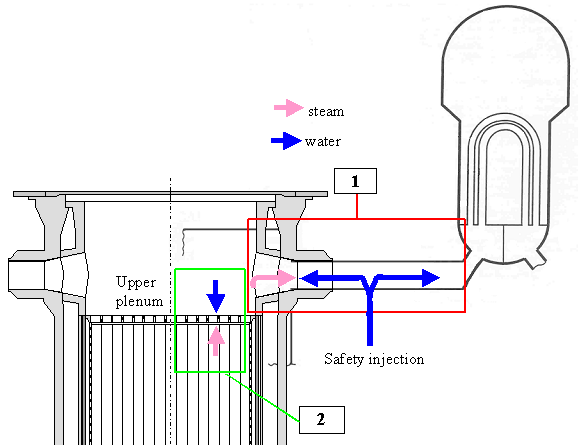 steam
water
1
Upper
plenum
Safety injection
2